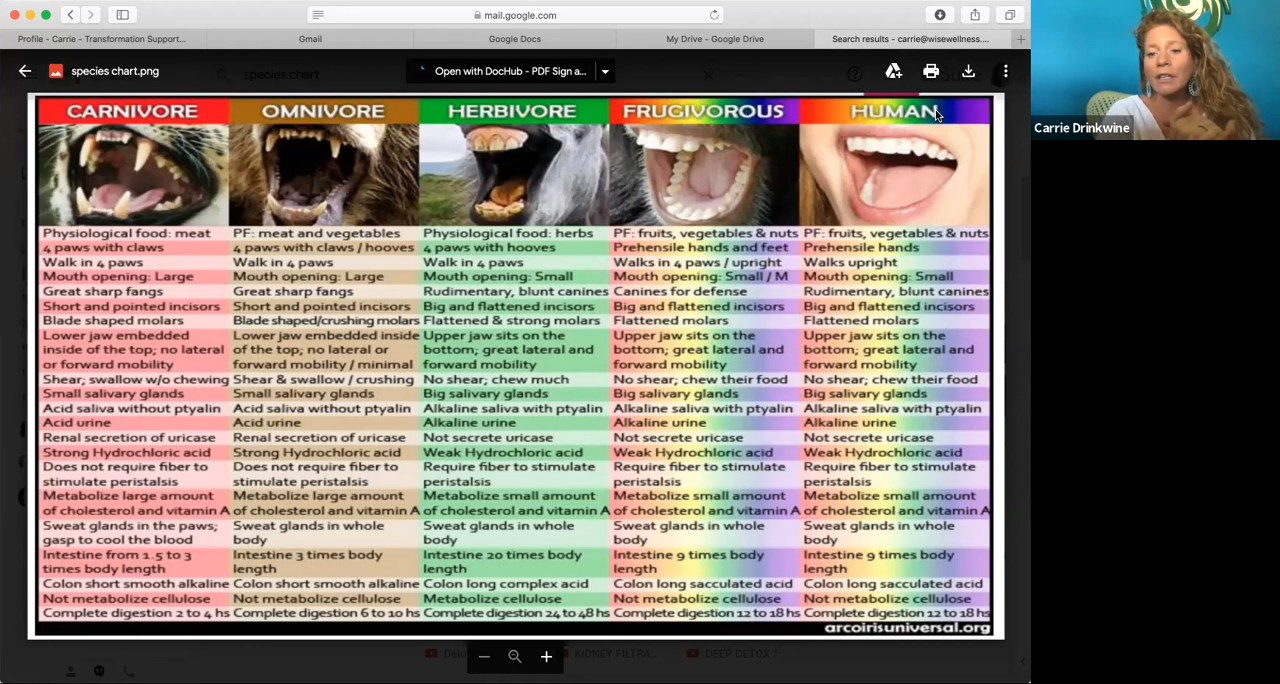 mail.google.com
Profile - Carrie - Transformation Support...
Gmail
Google Docs
My Drive - Google Drive
Search results - carrie@wisewellness....
species chart.png
species chart
Open with DocHub - PDF Sign a...
CARNIVORE
OMNIVORE
HERBIVORE
FRUGIVOROUS
HUMAN
Physiological food: meat
4 paws with claws
Walk in 4 paws
Mouth opening: Large
Great sharp fangs
Short and pointed incisors
Blade shaped molars
Lower jaw embedded
inside of the top; no lateral
or forward mobility
Shear; swallow w/o chewing
Small salivary glands
Acid saliva without ptyalin
Acid urine
Renal secretion of uricase
Strong Hydrochloric acid
Does not require fiber to
stimulate peristalsis
Metabolize large amount
of cholesterol and vitamin A
Sweat glands in the paws;
gasp to cool the blood
Intestine from 1.5 to 3
times body length
Colon short smooth alkaline
Not metabolize cellulose
Complete digestion 2 to 4 hs
PF: meat and vegetables
4 paws with claws / hooves
Walk in 4 paws
Mouth opening: Large
Great sharp fangs
Short and pointed incisors
Blade shaped/crushing molars
Lower jaw embedded inside
of the top; no lateral or
forward mobility / minimal
Shear & swallow / crushing
Small salivary glands
Acid saliva without ptyalin
Acid urine
Renal secretion of uricase
Strong Hydrochloric acid
Does not require fiber to
stimulate peristalsis
Metabolize large amount
of cholesterol and vitamin A
Sweat glands in whole
body
Intestine 3 times body
length
Colon short smooth alkaline
Not metabolize cellulose
Complete digestion 6 to 10 hs
Physiological food: herbs
4 paws with hooves
Walk in 4 paws
Mouth opening: Small
Rudimentary, blunt canines
Big and flattened incisors
Flattened & strong molars
Upper jaw sits on the
bottom; great lateral and
forward mobility
No shear; chew much
Big salivary glands
Alkaline saliva with ptyalin
Alkaline urine
Not secrete uricase
Weak Hydrochloric acid
Require fiber to stimulate
peristalsis
Metabolize small amount
of cholesterol and vitamin A
Sweat glands in whole
body
Intestine 20 times body
length
Colon long complex acid
Metabolize cellulose
Complete digestion 24 to 48 hs
PF: fruits, vegetables & nuts
Prehensile hands and feet
Walks in 4 paws / upright
Mouth opening: Small / M
Canines for defense
Big and flattened incisors
Flattened molars
Upper jaw sits on the
bottom; great lateral and
forward mobility
No shear; chew their food
Big salivary glands
Alkaline saliva with ptyalin
Alkaline urine
Not secrete uricase
Weak Hydrochloric acid
Require fiber to stimulate
peristalsis
Metabolize small amount
of cholesterol and vitamin A
Sweat glands in whole
body
Intestine 9 times body
length
Colon long sacculated acid
Not metabolize cellulose
Complete digestion 12 to 18 hs
PF: fruits, vegetables & nuts
Prehensile hands
Walks upright
Mouth opening: Small
Rudimentary, blunt canines
Big and flattened incisors
Flattened molars
Upper jaw sits on the
bottom; great lateral and
forward mobility
No shear; chew their food
Big salivary glands
Alkaline saliva with ptyalin
Alkaline urine
Not secrete uricase
Weak Hydrochloric acid
Require fiber to stimulate
peristalsis
Metabolize small amount
of cholesterol and vitamin A
Sweat glands in whole
body
Intestine 9 times body
length
Colon long sacculated acid
Not metabolize cellulose
Complete digestion 12 to 18 hs
arcoirisuniversal.org
KIDNEY FILTRA...
DEEP DETOX /
Carrie Drinkwine